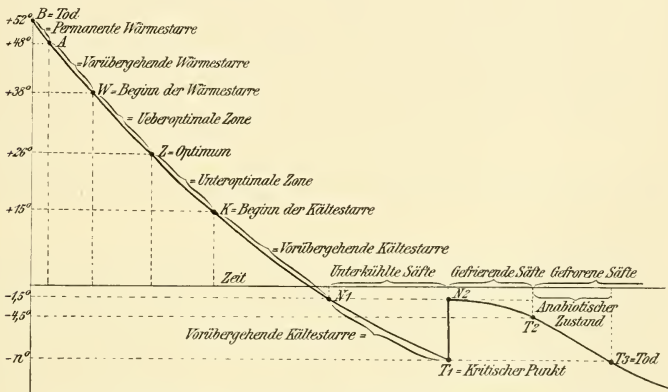 +52° B=Tod
=Permanente Wärmestarre
+48° A
=Vorübergehende Wärmestarre
+38° W=Beginn der Wärmestarre
=Ueberoptimale Zone
+26° Z=Optimum
=Unteroptimale Zone
+15° K=Beginn der Kältestarre
=Vorübergehende Kältestarre
Zeit Unterkühlte Säfte Gefrierende Säfte Gefrorene Säfte
-1,5° N1 N2
-4,5° T2 Anabiotischer Zustand
Vorübergehende Kältestarre =
T1=Kritischer Punkt T3=Tod